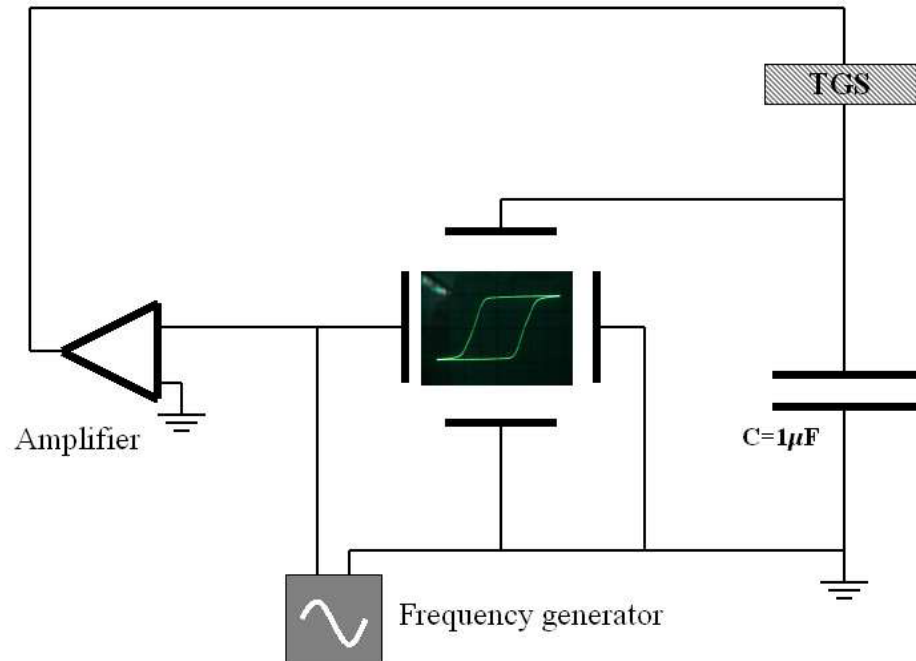 TGS
C=1μF
Amplifier
Frequency generator